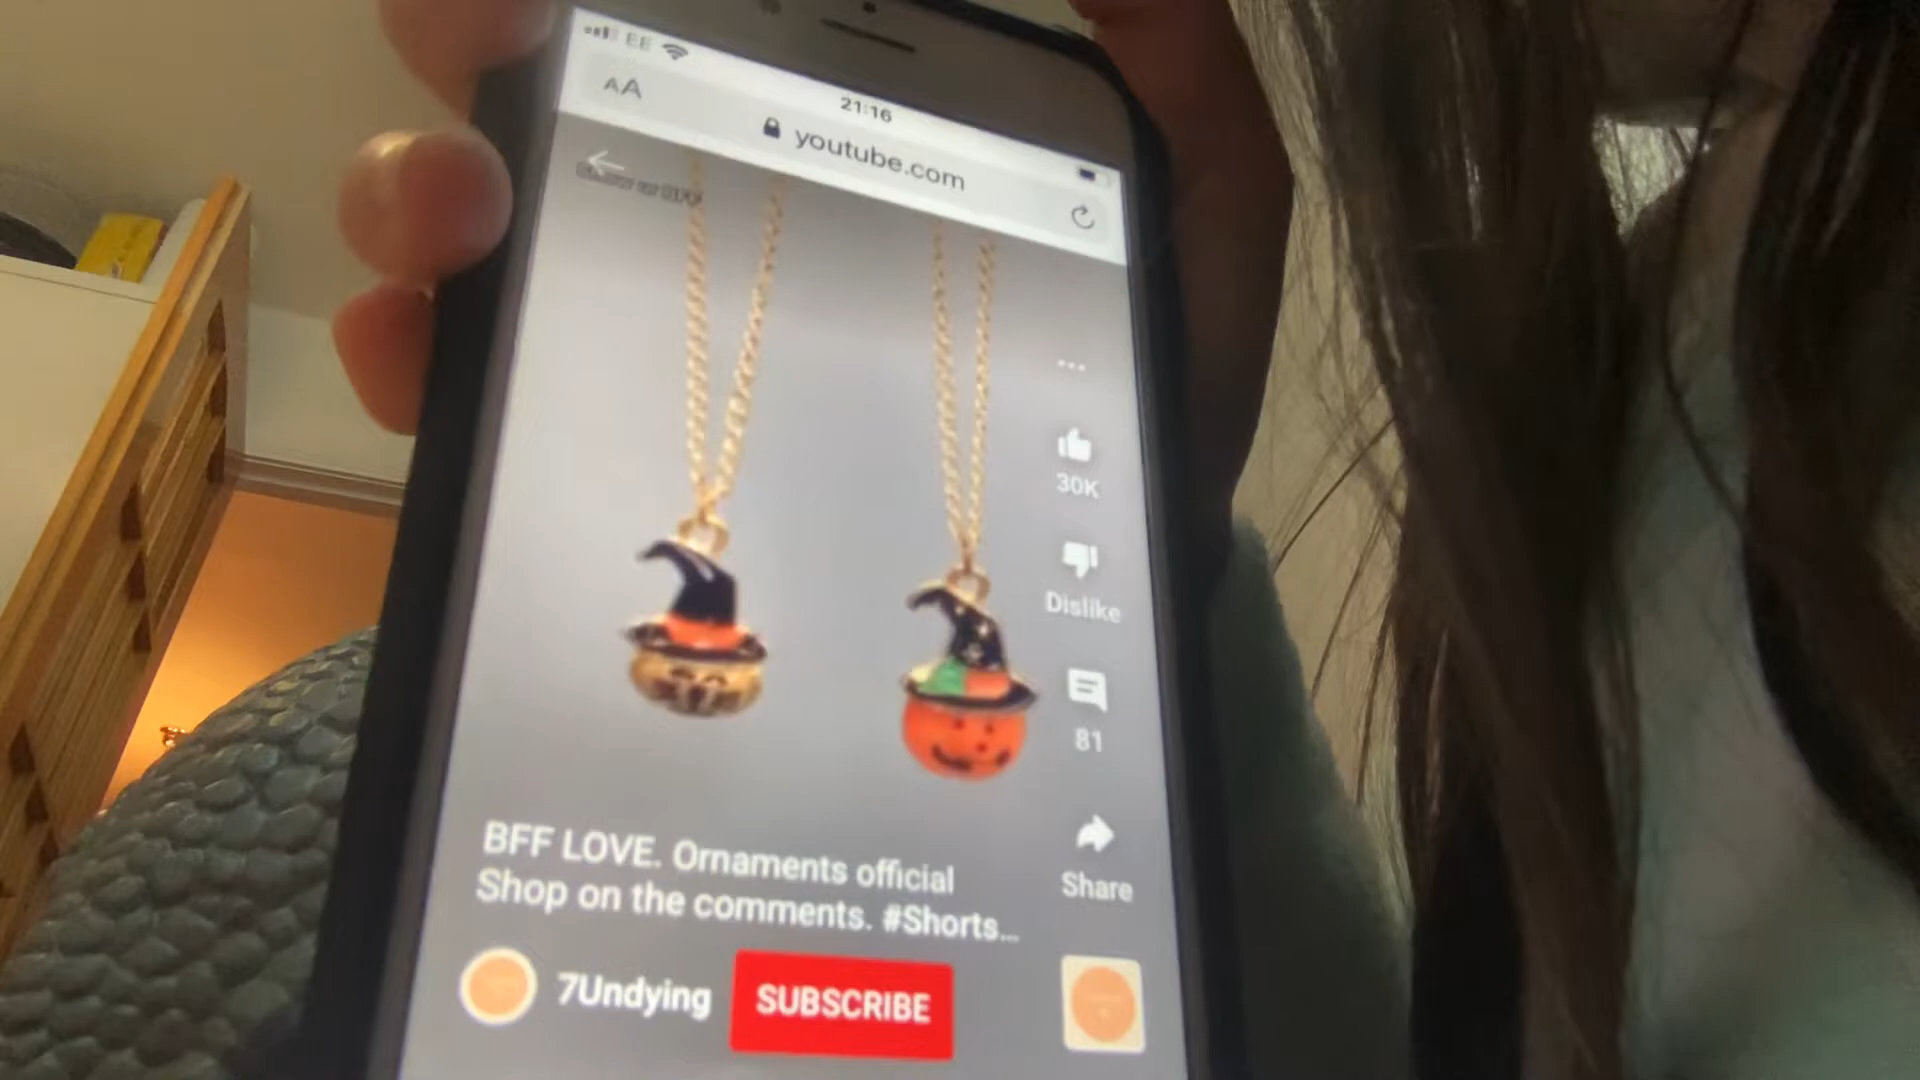 EE
21:16
AA
youtube.com
30K
Dislike
81
Share
BFF LOVE. Ornaments official
Shop on the comments. #Shorts...
7Undying
SUBSCRIBE